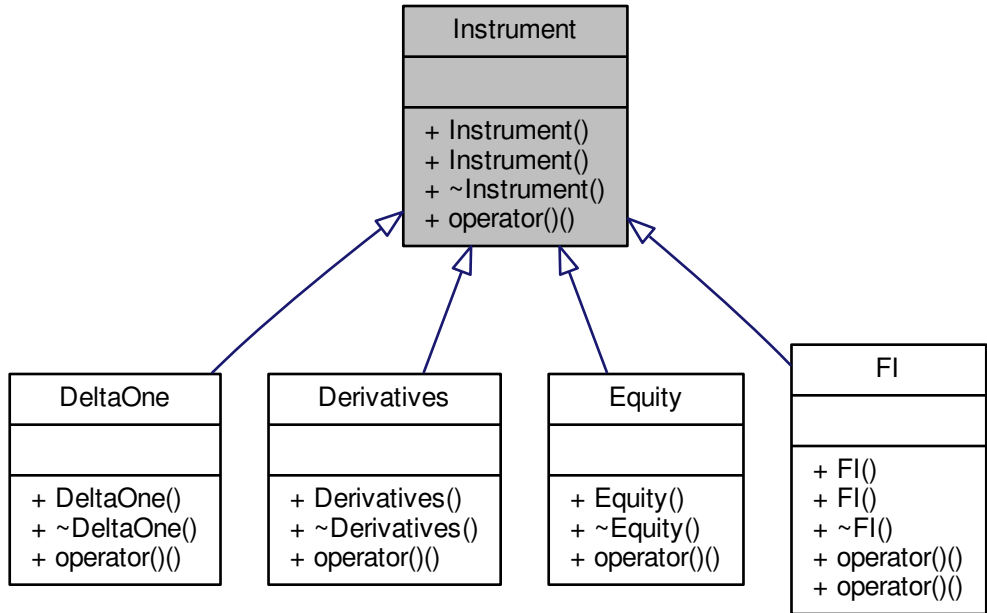 Instrument
+ Instrument()
+ Instrument()
+ ~Instrument()
+ operator()()
DeltaOne
+ DeltaOne()
+ ~DeltaOne()
+ operator()()
Derivatives
+ Derivatives()
+ ~Derivatives()
+ operator()()
Equity
+ Equity()
+ ~Equity()
+ operator()()
FI
+ FI()
+ FI()
+ ~FI()
+ operator()()
+ operator()()